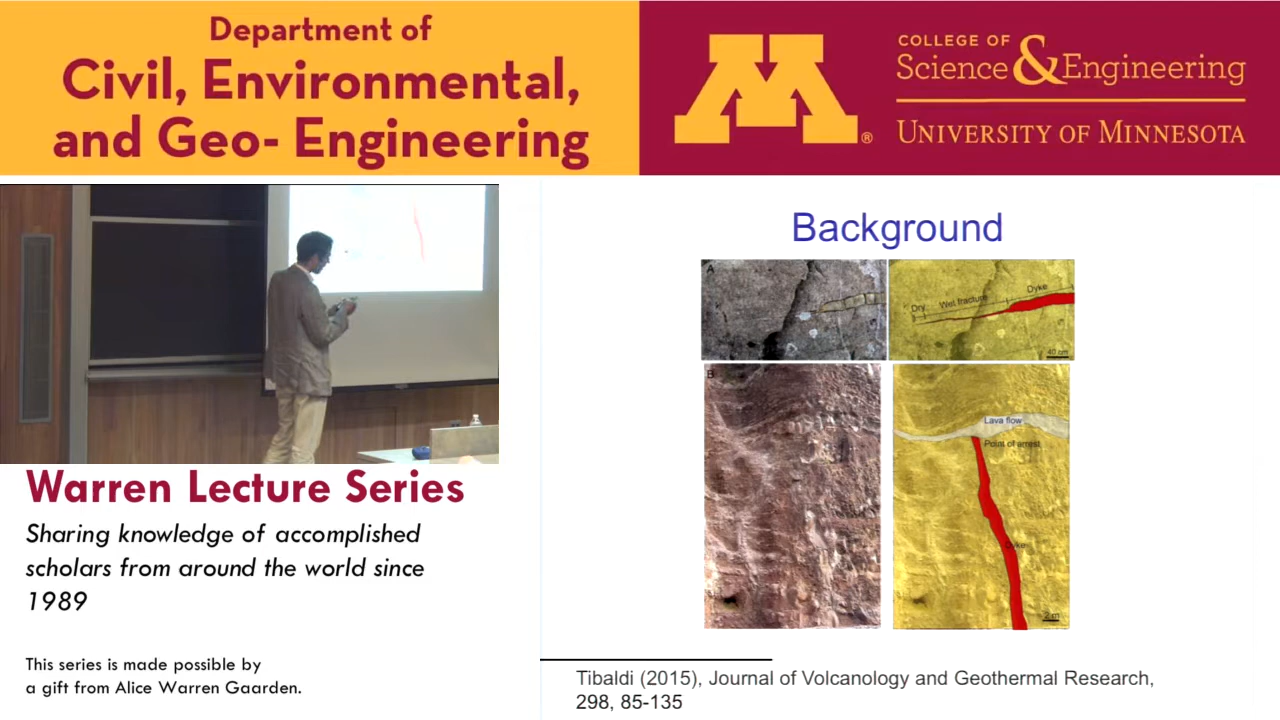 Department of
Civil, Environmental,
and Geo- Engineering
M®
COLLEGE OF
Science & Engineering
UNIVERSITY OF MINNESOTA
Background
A
Dry
Wet fracture
Dyke
40 cm
B
Lava flow
Point of arrest
Dyke
2 m
Warren Lecture Series
Sharing knowledge of accomplished
scholars from around the world since
1989
This series is made possible by
a gift from Alice Warren Gaarden.
Tibaldi (2015), Journal of Volcanology and Geothermal Research,
298, 85-135